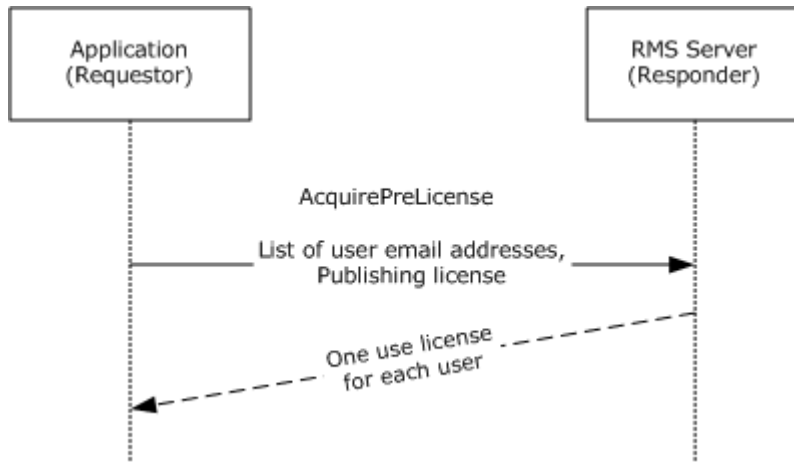 Application
(Requestor)
RMS Server
(Responder)
AcquirePreLicense
List of user email addresses,
Publishing license
One use license
for each user